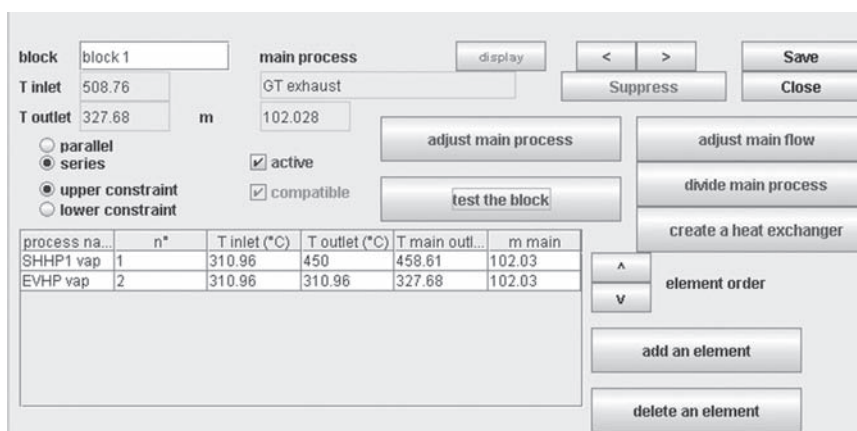 block block 1 main process display < > Save
T inlet 508.76 GT exhaust Suppress Close
T outlet 327.68 m 102.028
parallel adjust main process adjust main flow
series active
upper constraint compatible test the block divide main process
lower constraint
create a heat exchanger
process na... n° T inlet (°C) T outlet (°C) T main outl... m main
SHHP1 vap 1 310.96 450 458.61 102.03
EVHP vap 2 310.96 310.96 327.68 102.03
^
element order
v
add an element
delete an element